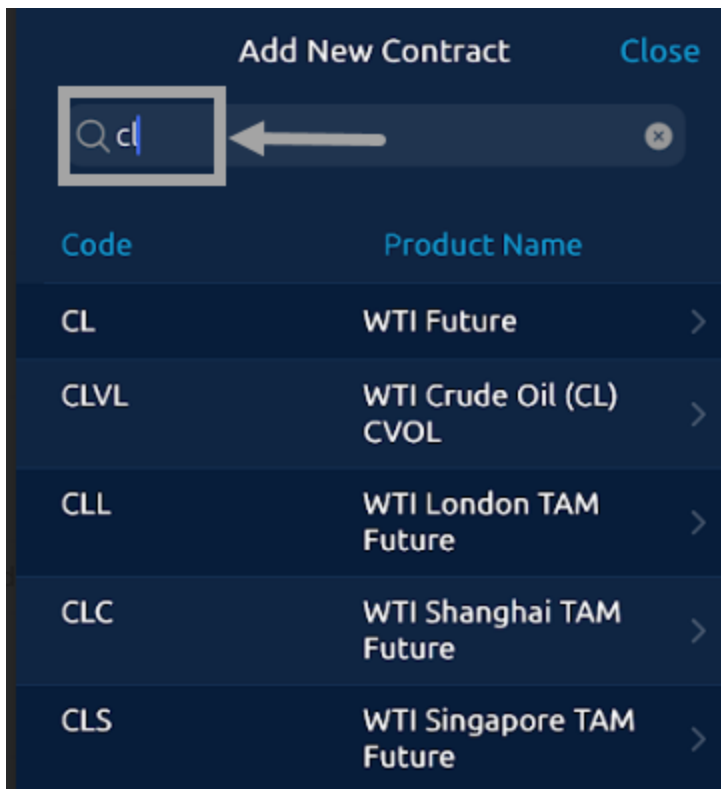 Add New Contract Close
cl
Code Product Name
CL WTI Future
CLVL WTI Crude Oil (CL)
CVOL
CLL WTI London TAM
Future
CLC WTI Shanghai TAM
Future
CLS WTI Singapore TAM
Future